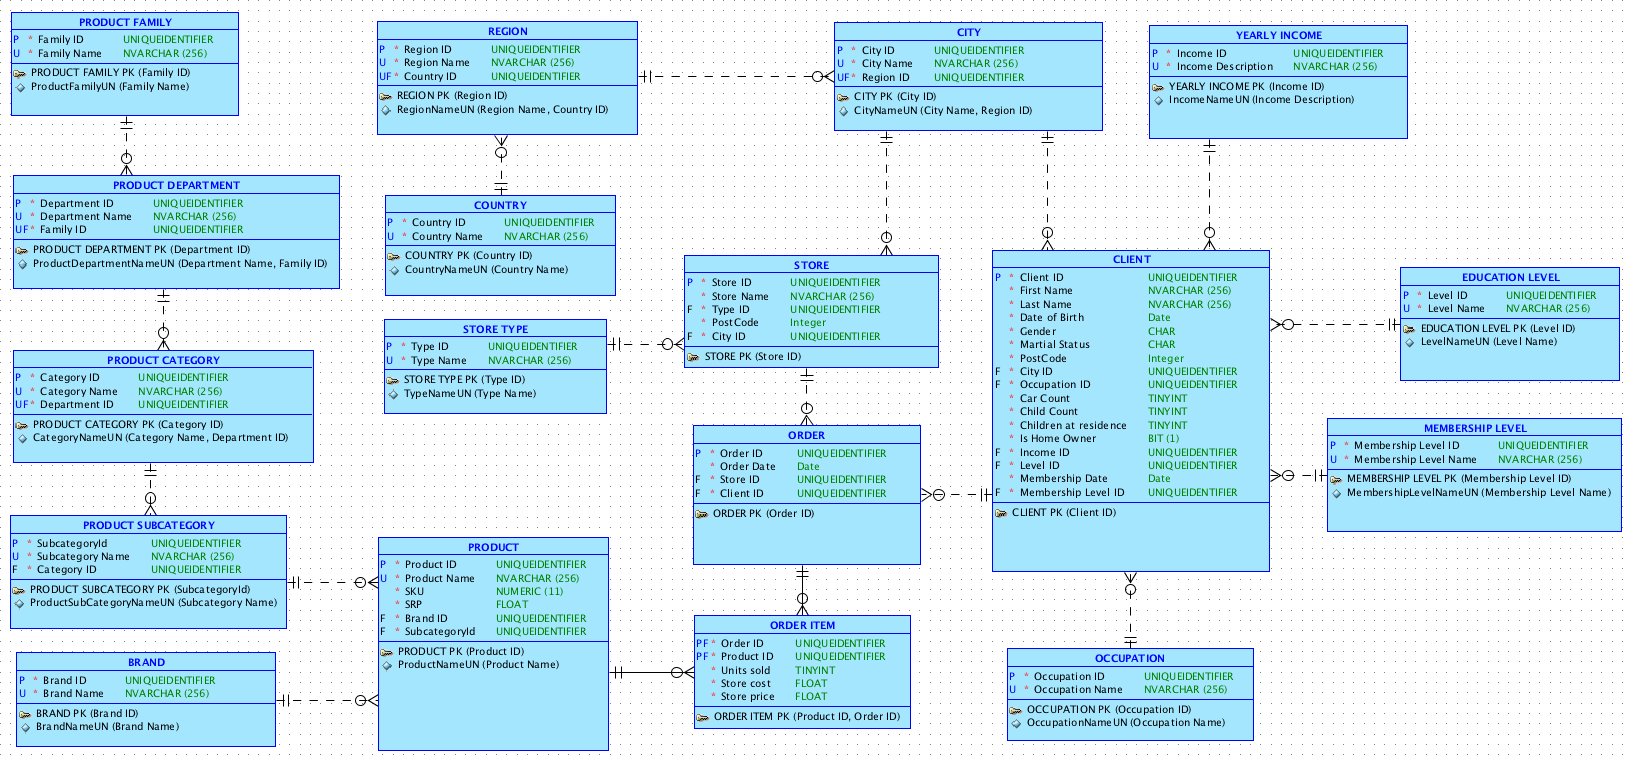 PRODUCT FAMILY
P * Family ID UNIQUEIDENTIFIER
U * Family Name NVARCHAR (256)
PRODUCT FAMILY PK (Family ID)
ProductFamilyUN (Family Name)
PRODUCT DEPARTMENT
P * Department ID UNIQUEIDENTIFIER
U * Department Name NVARCHAR (256)
UF * Family ID UNIQUEIDENTIFIER
PRODUCT DEPARTMENT PK (Department ID)
ProductDepartmentNameUN (Department Name, Family ID)
PRODUCT CATEGORY
P * Category ID UNIQUEIDENTIFIER
U * Category Name NVARCHAR (256)
UF * Department ID UNIQUEIDENTIFIER
PRODUCT CATEGORY PK (Category ID)
CategoryNameUN (Category Name, Department ID)
PRODUCT SUBCATEGORY
P * SubcategoryId UNIQUEIDENTIFIER
U * Subcategory Name NVARCHAR (256)
F * Category ID UNIQUEIDENTIFIER
PRODUCT SUBCATEGORY PK (SubcategoryId)
ProductSubCategoryNameUN (Subcategory Name)
BRAND
P * Brand ID UNIQUEIDENTIFIER
U * Brand Name NVARCHAR (256)
BRAND PK (Brand ID)
BrandNameUN (Brand Name)
REGION
P * Region ID UNIQUEIDENTIFIER
U * Region Name NVARCHAR (256)
UF * Country ID UNIQUEIDENTIFIER
REGION PK (Region ID)
RegionNameUN (Region Name, Country ID)
COUNTRY
P * Country ID UNIQUEIDENTIFIER
U * Country Name NVARCHAR (256)
COUNTRY PK (Country ID)
CountryNameUN (Country Name)
STORE TYPE
P * Type ID UNIQUEIDENTIFIER
U * Type Name NVARCHAR (256)
STORE TYPE PK (Type ID)
TypeNameUN (Type Name)
PRODUCT
P * Product ID UNIQUEIDENTIFIER
U * Product Name NVARCHAR (256)
* SKU NUMERIC (11)
* SRP FLOAT
F * Brand ID UNIQUEIDENTIFIER
F * SubcategoryId UNIQUEIDENTIFIER
PRODUCT PK (Product ID)
ProductNameUN (Product Name)
CITY
P * City ID UNIQUEIDENTIFIER
U * City Name NVARCHAR (256)
UF * Region ID UNIQUEIDENTIFIER
CITY PK (City ID)
CityNameUN (City Name, Region ID)
STORE
P * Store ID UNIQUEIDENTIFIER
* Store Name NVARCHAR (256)
F * Type ID UNIQUEIDENTIFIER
* PostCode Integer
F * City ID UNIQUEIDENTIFIER
STORE PK (Store ID)
ORDER
P * Order ID UNIQUEIDENTIFIER
* Order Date Date
F * Store ID UNIQUEIDENTIFIER
F * Client ID UNIQUEIDENTIFIER
ORDER PK (Order ID)
ORDER ITEM
PF * Order ID UNIQUEIDENTIFIER
PF * Product ID UNIQUEIDENTIFIER
* Units sold TINYINT
* Store cost FLOAT
* Store price FLOAT
ORDER ITEM PK (Product ID, Order ID)
YEARLY INCOME
P * Income ID UNIQUEIDENTIFIER
U * Income Description NVARCHAR (256)
YEARLY INCOME PK (Income ID)
IncomeNameUN (Income Description)
CLIENT
P * Client ID UNIQUEIDENTIFIER
* First Name NVARCHAR (256)
* Last Name NVARCHAR (256)
* Date of Birth Date
* Gender CHAR
* Martial Status CHAR
* PostCode Integer
F * City ID UNIQUEIDENTIFIER
F * Occupation ID UNIQUEIDENTIFIER
* Car Count TINYINT
* Child Count TINYINT
* Children at residence TINYINT
* Is Home Owner BIT (1)
F * Income ID UNIQUEIDENTIFIER
F * Level ID UNIQUEIDENTIFIER
* Membership Date Date
F * Membership Level ID UNIQUEIDENTIFIER
CLIENT PK (Client ID)
EDUCATION LEVEL
P * Level ID UNIQUEIDENTIFIER
U * Level Name NVARCHAR (256)
EDUCATION LEVEL PK (Level ID)
LevelNameUN (Level Name)
MEMBERSHIP LEVEL
P * Membership Level ID UNIQUEIDENTIFIER
U * Membership Level Name NVARCHAR (256)
MEMBERSHIP LEVEL PK (Membership Level ID)
MembershipLevelNameUN (Membership Level Name)
OCCUPATION
P * Occupation ID UNIQUEIDENTIFIER
U * Occupation Name NVARCHAR (256)
OCCUPATION PK (Occupation ID)
OccupationNameUN (Occupation Name)